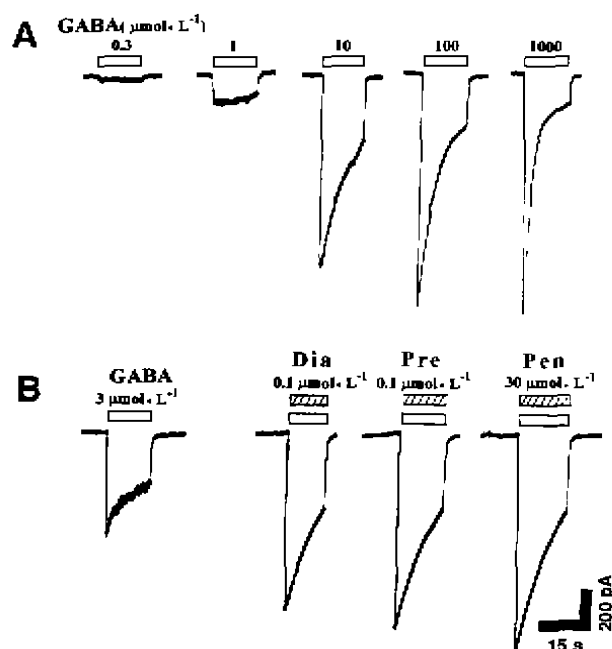 A
GABA( μmol· L⁻¹)
0.3 1 10 100 1000
B
GABA
3 μmol· L⁻¹
Dia Pre Pen
0.1 μmol· L⁻¹ 0.1 μmol· L⁻¹ 30 μmol· L⁻¹
200 pA
15 s